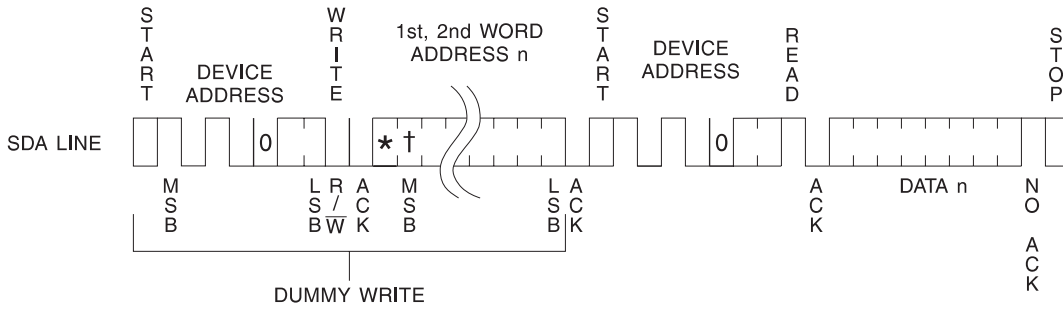 START
WRITE
1st, 2nd WORD
ADDRESS n
START
READ
STOP
DEVICE
ADDRESS
DEVICE
ADDRESS
SDA LINE
0
* †
0
MSB
LSB
R/W
ACK
MSB
LSB
ACK
ACK
DATA n
NO ACK
DUMMY WRITE